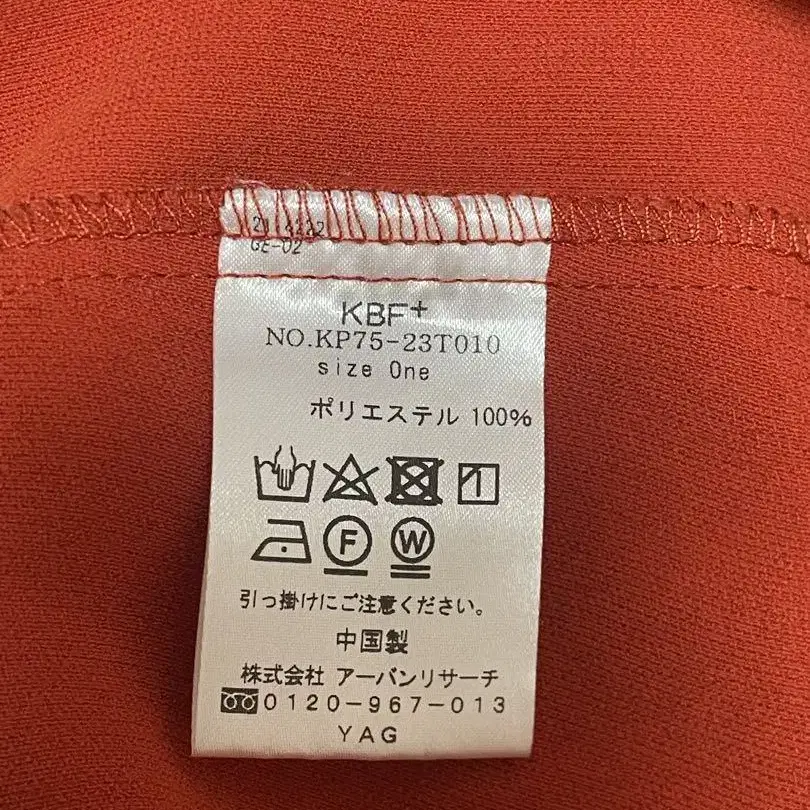 GE-02
KBF+
NO.KP75-23T010
size One
ポリエステル 100%
F W
引っ掛けにご注意ください。
中国製
株式会社 アーバンリサーチ
0120-967-013
YAG